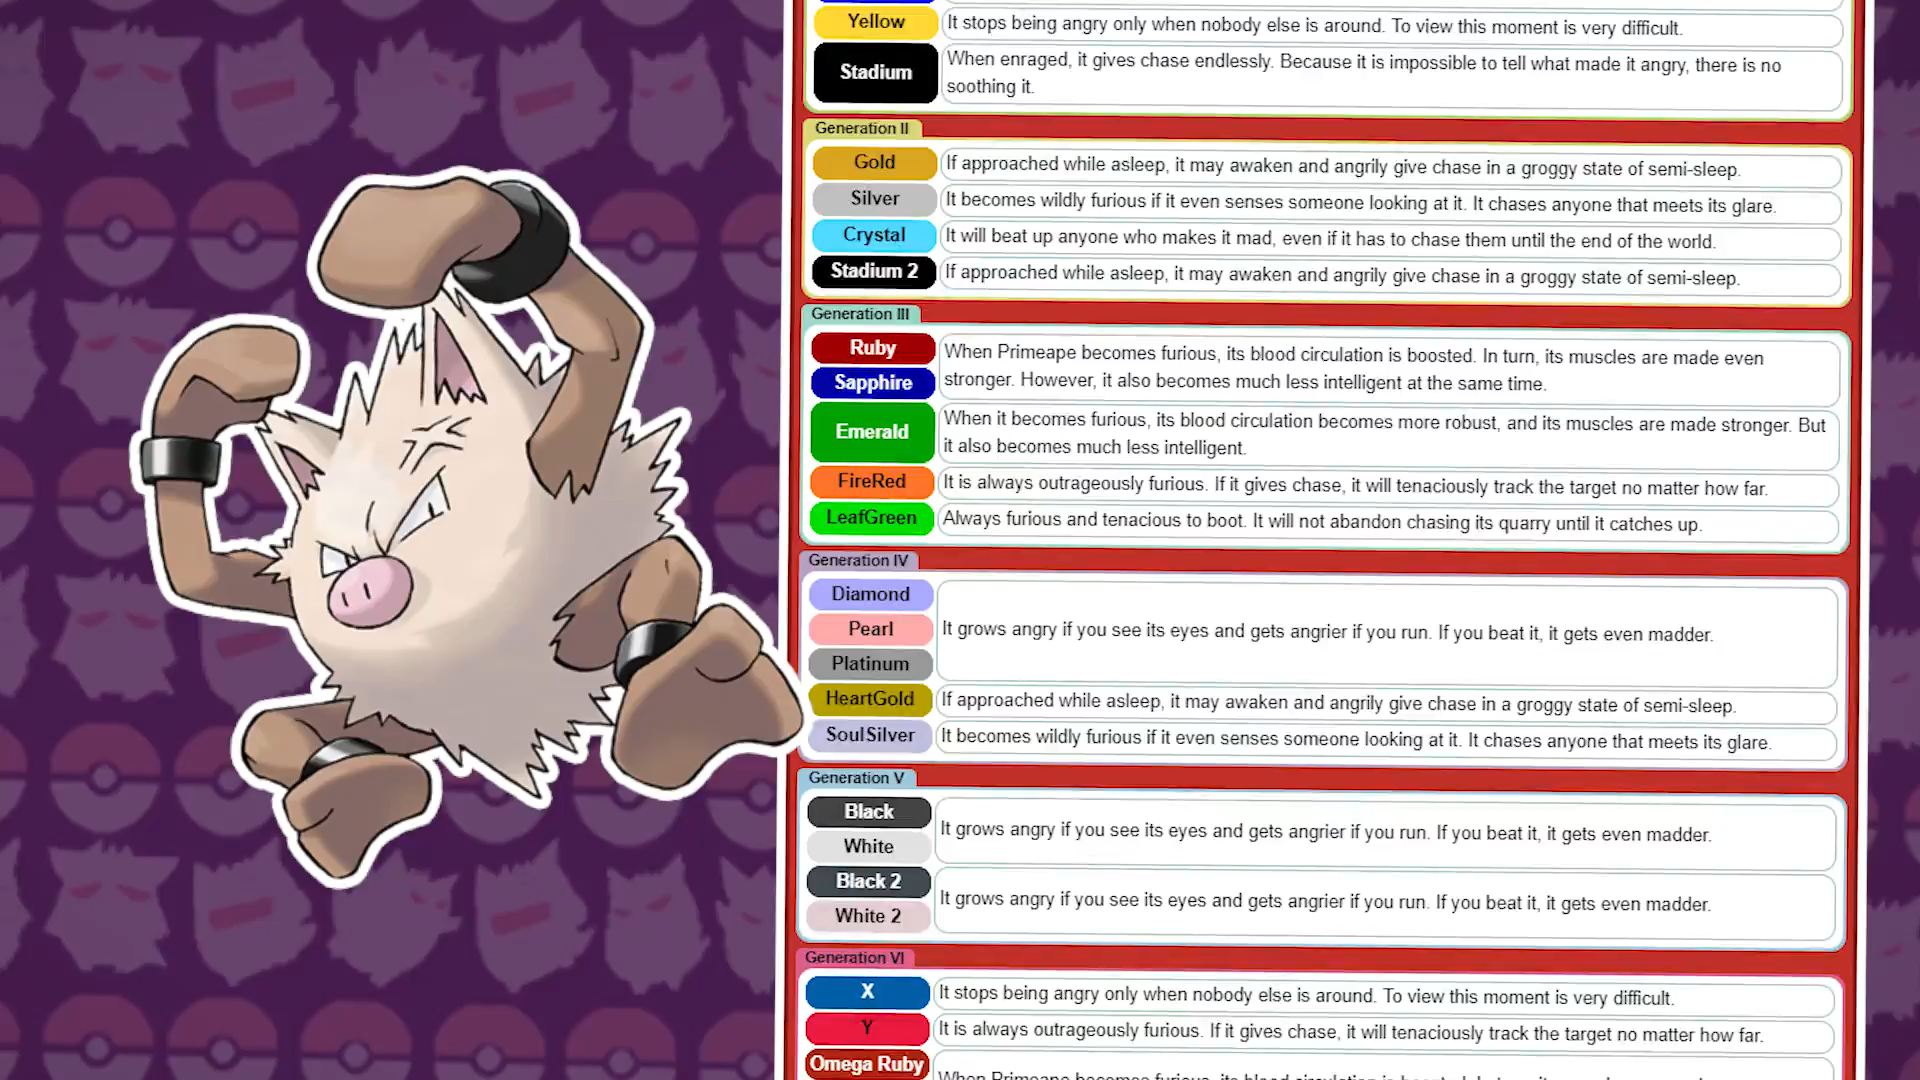 Yellow
It stops being angry only when nobody else is around. To view this moment is very difficult.
Stadium
When enraged, it gives chase endlessly. Because it is impossible to tell what made it angry, there is no
soothing it.
Generation II
Gold
If approached while asleep, it may awaken and angrily give chase in a groggy state of semi-sleep.
Silver
It becomes wildly furious if it even senses someone looking at it. It chases anyone that meets its glare.
Crystal
It will beat up anyone who makes it mad, even if it has to chase them until the end of the world.
Stadium 2
If approached while asleep, it may awaken and angrily give chase in a groggy state of semi-sleep.
Generation III
Ruby
Sapphire
When Primeape becomes furious, its blood circulation is boosted. In turn, its muscles are made even
stronger. However, it also becomes much less intelligent at the same time.
Emerald
When it becomes furious, its blood circulation becomes more robust, and its muscles are made stronger. But
it also becomes much less intelligent.
FireRed
It is always outrageously furious. If it gives chase, it will tenaciously track the target no matter how far.
LeafGreen
Always furious and tenacious to boot. It will not abandon chasing its quarry until it catches up.
Generation IV
Diamond
Pearl
Platinum
It grows angry if you see its eyes and gets angrier if you run. If you beat it, it gets even madder.
HeartGold
If approached while asleep, it may awaken and angrily give chase in a groggy state of semi-sleep.
SoulSilver
It becomes wildly furious if it even senses someone looking at it. It chases anyone that meets its glare.
Generation V
Black
White
It grows angry if you see its eyes and gets angrier if you run. If you beat it, it gets even madder.
Black 2
White 2
It grows angry if you see its eyes and gets angrier if you run. If you beat it, it gets even madder.
Generation VI
X
It stops being angry only when nobody else is around. To view this moment is very difficult.
Y
It is always outrageously furious. If it gives chase, it will tenaciously track the target no matter how far.
Omega Ruby
When Primeape becomes furious, its blood circulation is boosted